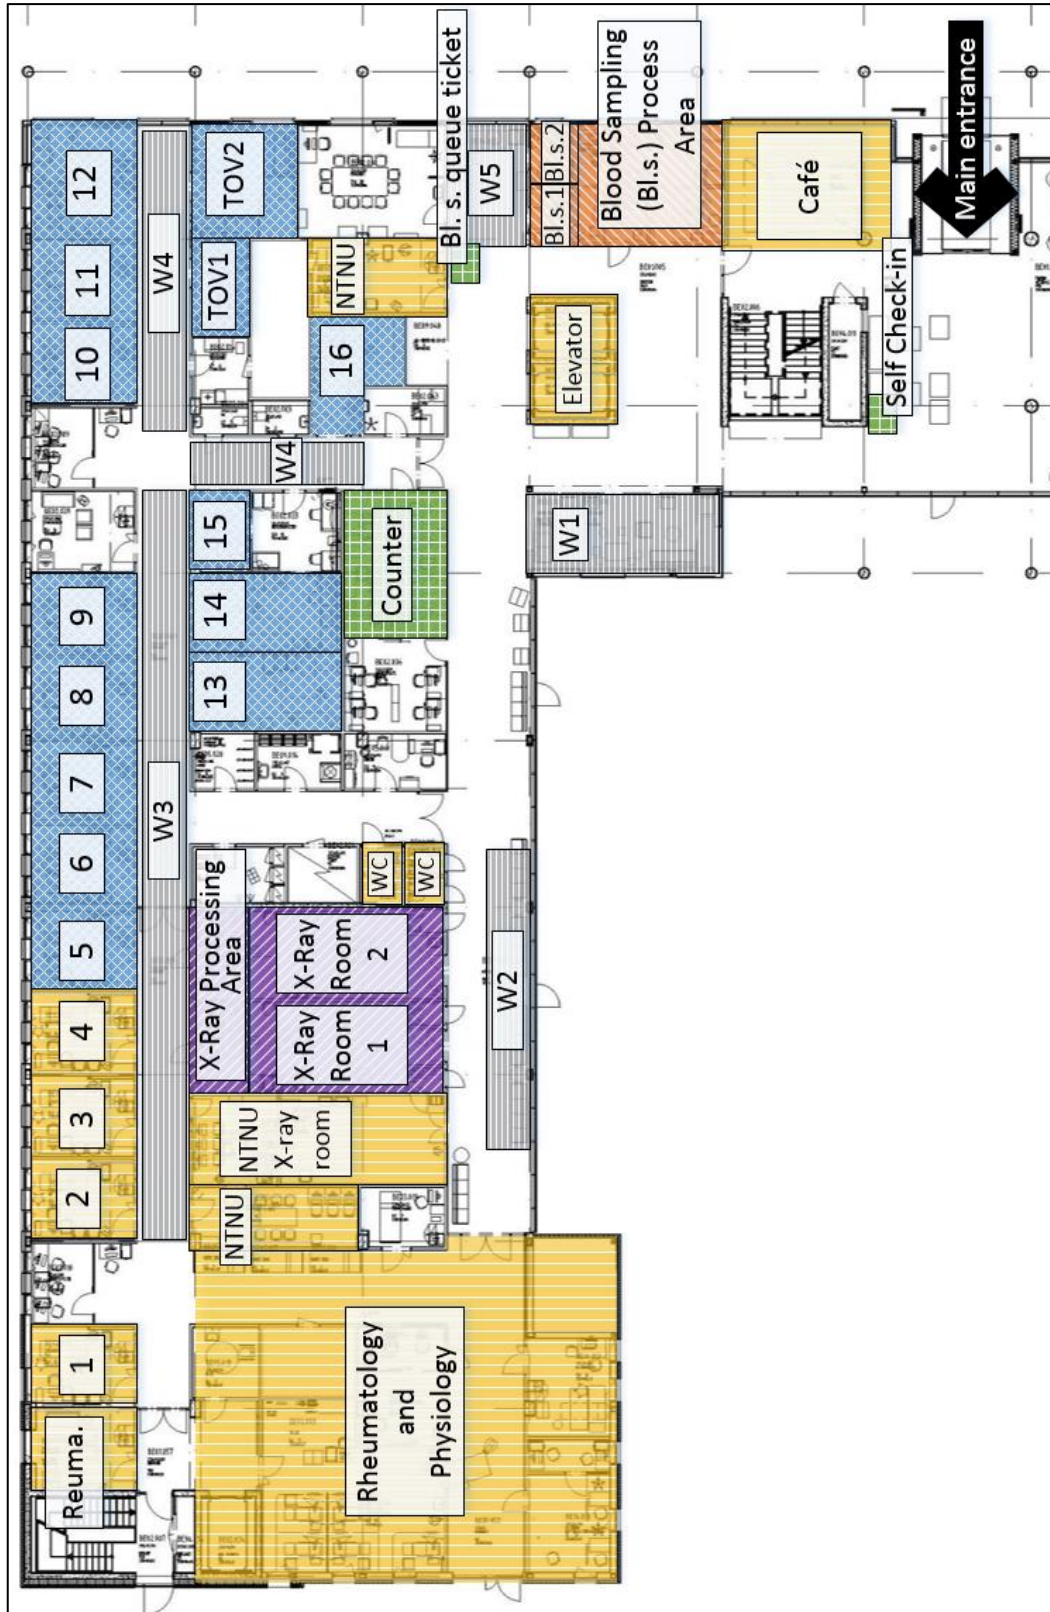 Main entrance
Self Check-in
Café
Blood Sampling
(Bl.s.) Process
Area
Bl.s.1
Bl.s.2
Bl. s. queue ticket
W5
Elevator
W1
NTNU
16
TOV2
TOV1
W4
12
11
10
W4
15
14
13
Counter
9
8
7
6
5
4
3
2
1
Reuma.
W3
WC
WC
X-Ray Processing
Area
X-Ray
Room
2
X-Ray
Room
1
W2
NTNU
X-ray
room
NTNU
Rheumatology
and
Physiology